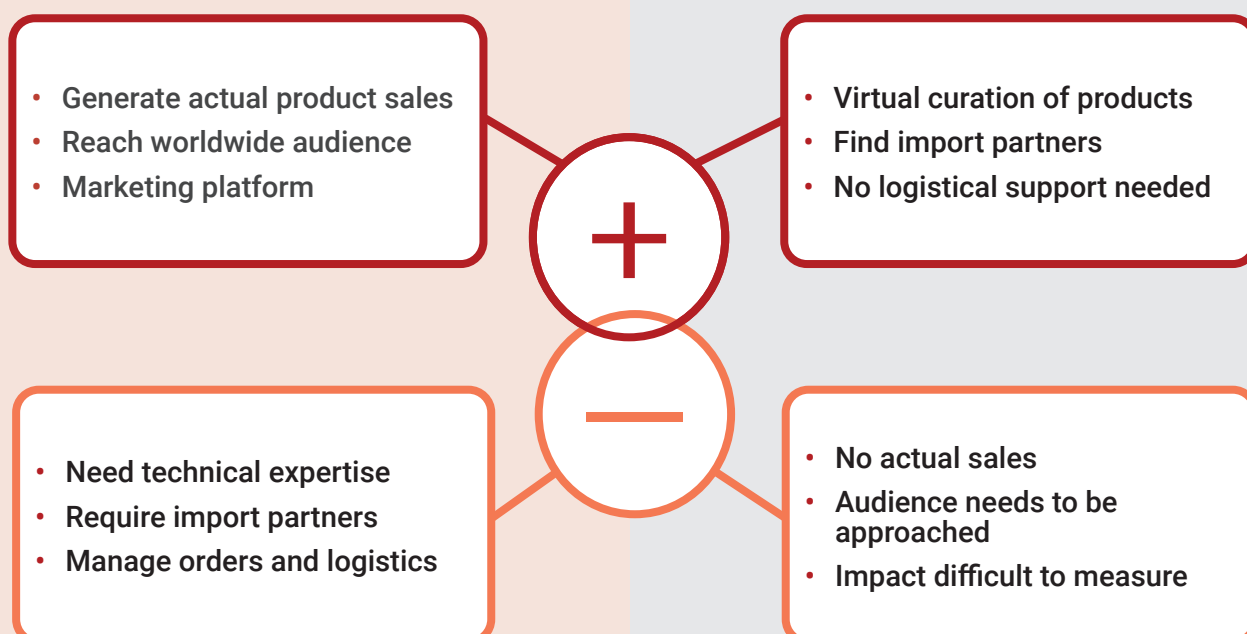 • Generate actual product sales
• Reach worldwide audience
• Marketing platform
• Virtual curation of products
• Find import partners
• No logistical support needed
+
—
• Need technical expertise
• Require import partners
• Manage orders and logistics
• No actual sales
• Audience needs to be
approached
• Impact difficult to measure